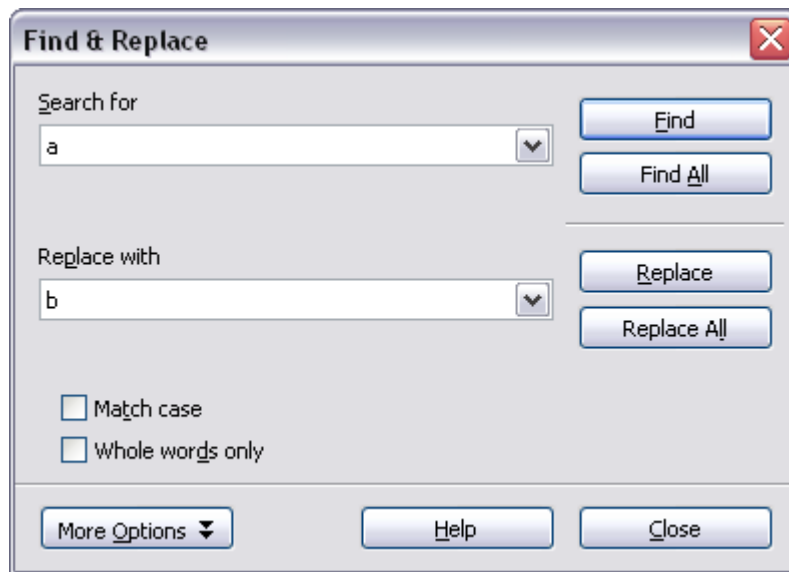 Find & Replace
Search for
a
Find
Find All
Replace with
b
Replace
Replace All
Match case
Whole words only
More Options
Help
Close